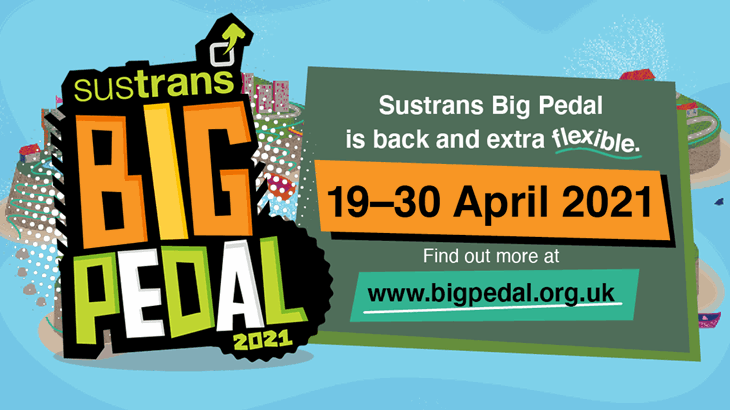 sustrans
BIG
PEDAL
2021
Sustrans Big Pedal
is back and extra flexible.
19–30 April 2021
Find out more at
www.bigpedal.org.uk